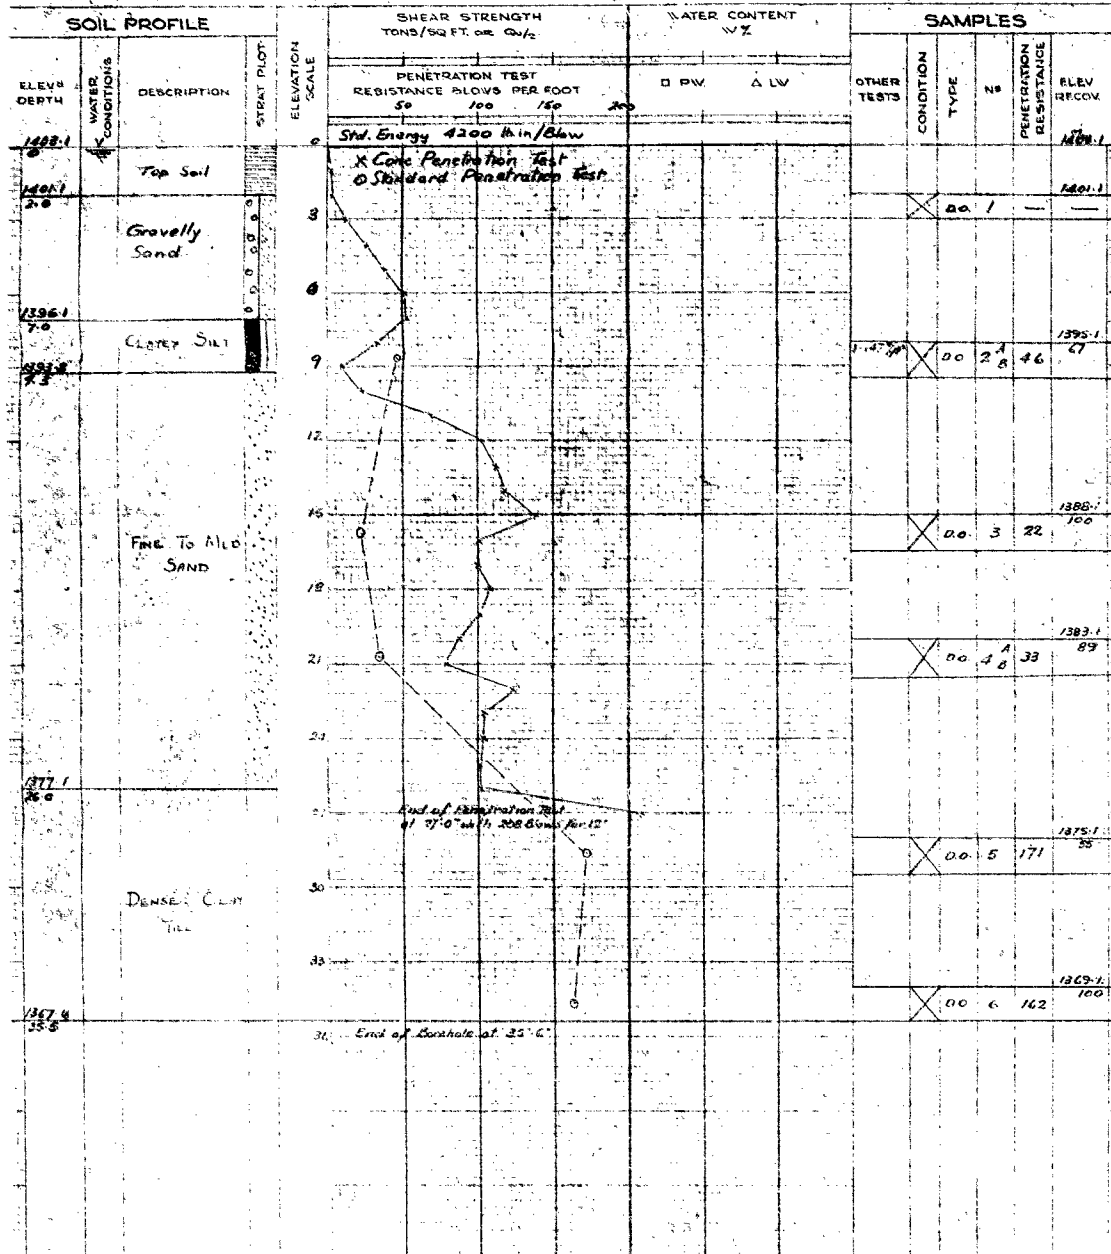 SOIL PROFILE
SHEAR STRENGTH
TONS/SQ FT. OR QU/2
WATER CONTENT
W %
SAMPLES
ELEVN
DEPTH
WATER
CONDITIONS
DESCRIPTION
STRAT PLOT
ELEVATION
SCALE
PENETRATION TEST
RESISTANCE BLOWS PER FOOT
50 100 150 200
□ PW Δ LW
OTHER
TESTS
CONDITION
TYPE
Nº
PENETRATION
RESISTANCE
ELEV
RECOV.
Std. Energy 4200 lb in/Blow
X Cone Penetration Test
O Standard Penetration Test
0
Top Soil
1401.1
2.0
1401.1
D.O. 1 — —
Gravelly
Sand
3
6
1396.1
7.0
Clayey Silt
1395.1
D.O. 2 A B 46 67
9
9.3
12
15
1388.1
D.O. 3 22 100
Fine To Med
Sand
18
1383.1
D.O. 4 A B 33 89
21
24
1377.1
26.0
27
End of Penetration Test
at 27'-0" with 208 Blows for 12"
1375.1
D.O. 5 171 55
30
Dense Clay
Till
33
1369.1
D.O. 6 162 100
1367.6
35.5
End of Borehole at 35'-6"